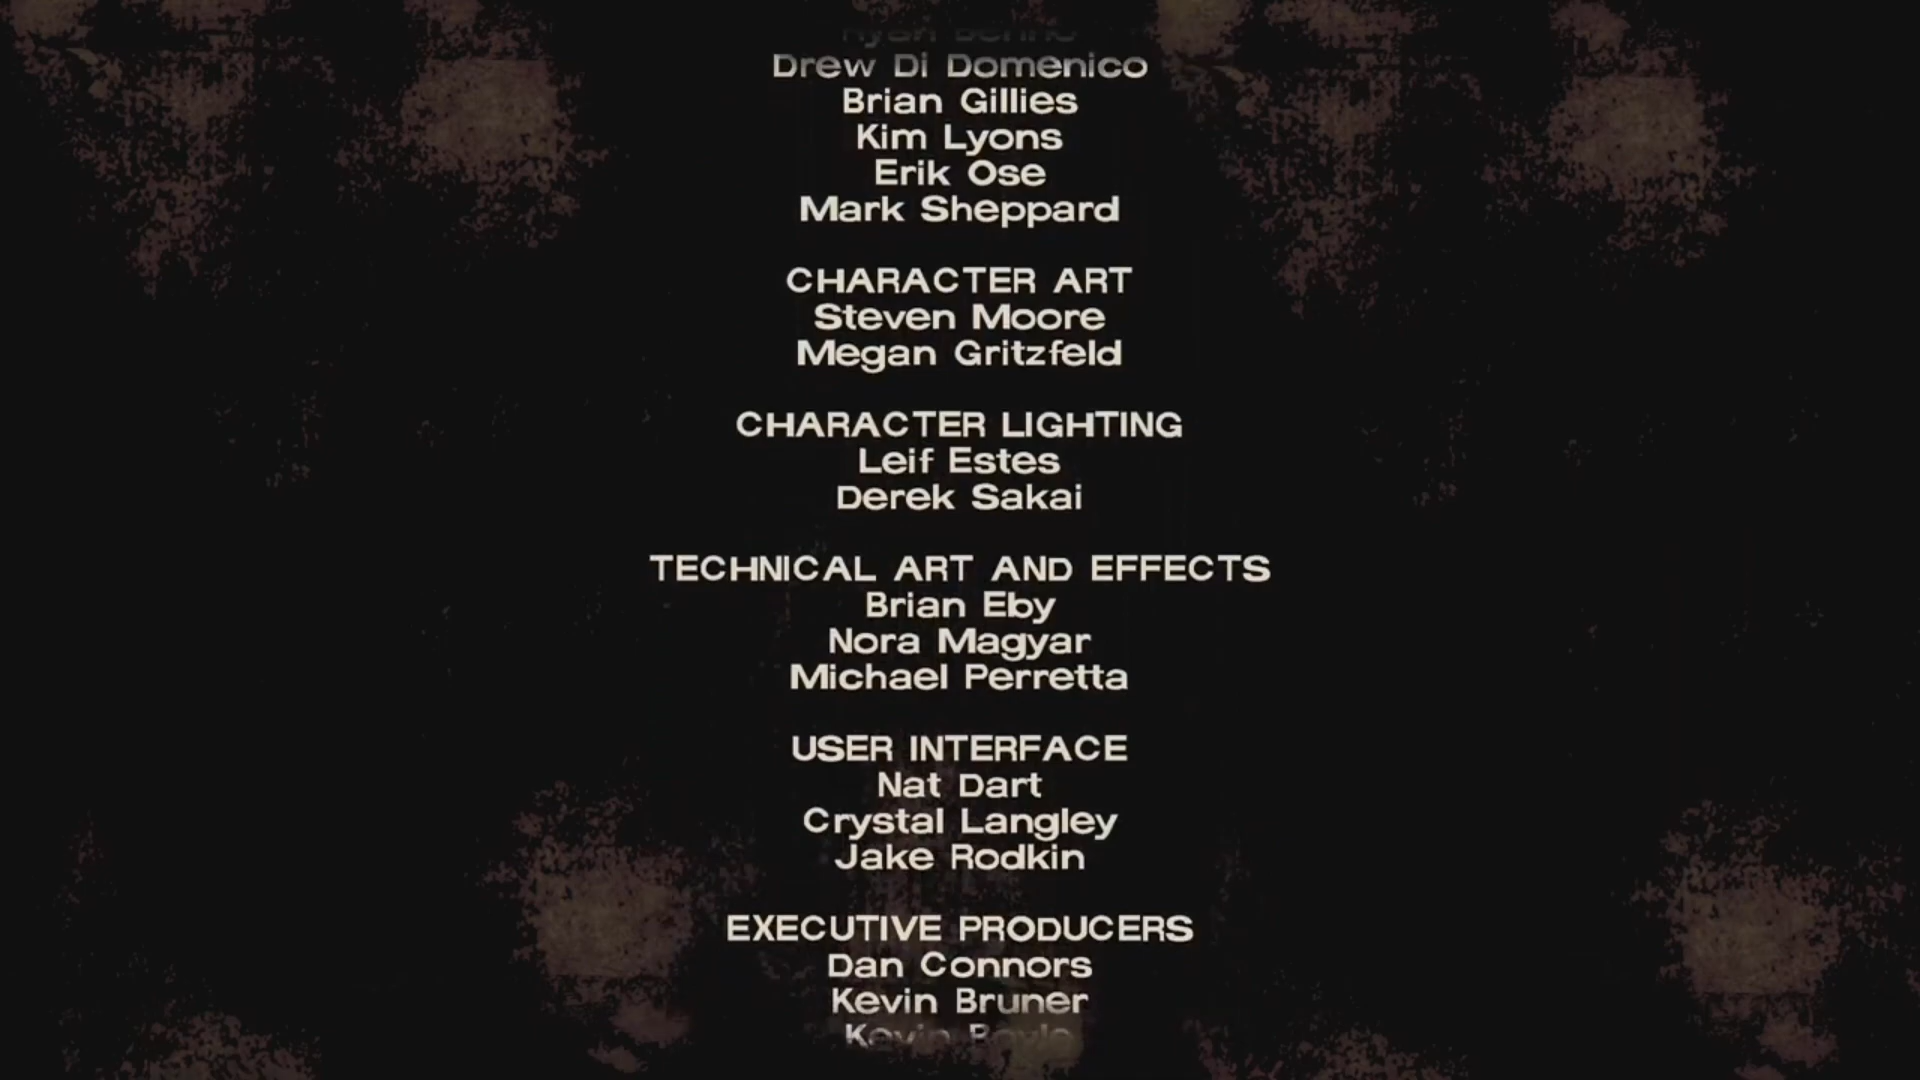 Drew Di Domenico
Brian Gillies
Kim Lyons
Erik Ose
Mark Sheppard
CHARACTER ART
Steven Moore
Megan Gritzfeld
CHARACTER LIGHTING
Leif Estes
Derek Sakai
TECHNICAL ART AND EFFECTS
Brian Eby
Nora Magyar
Michael Perretta
USER INTERFACE
Nat Dart
Crystal Langley
Jake Rodkin
EXECUTIVE PRODUCERS
Dan Connors
Kevin Bruner
Kevin